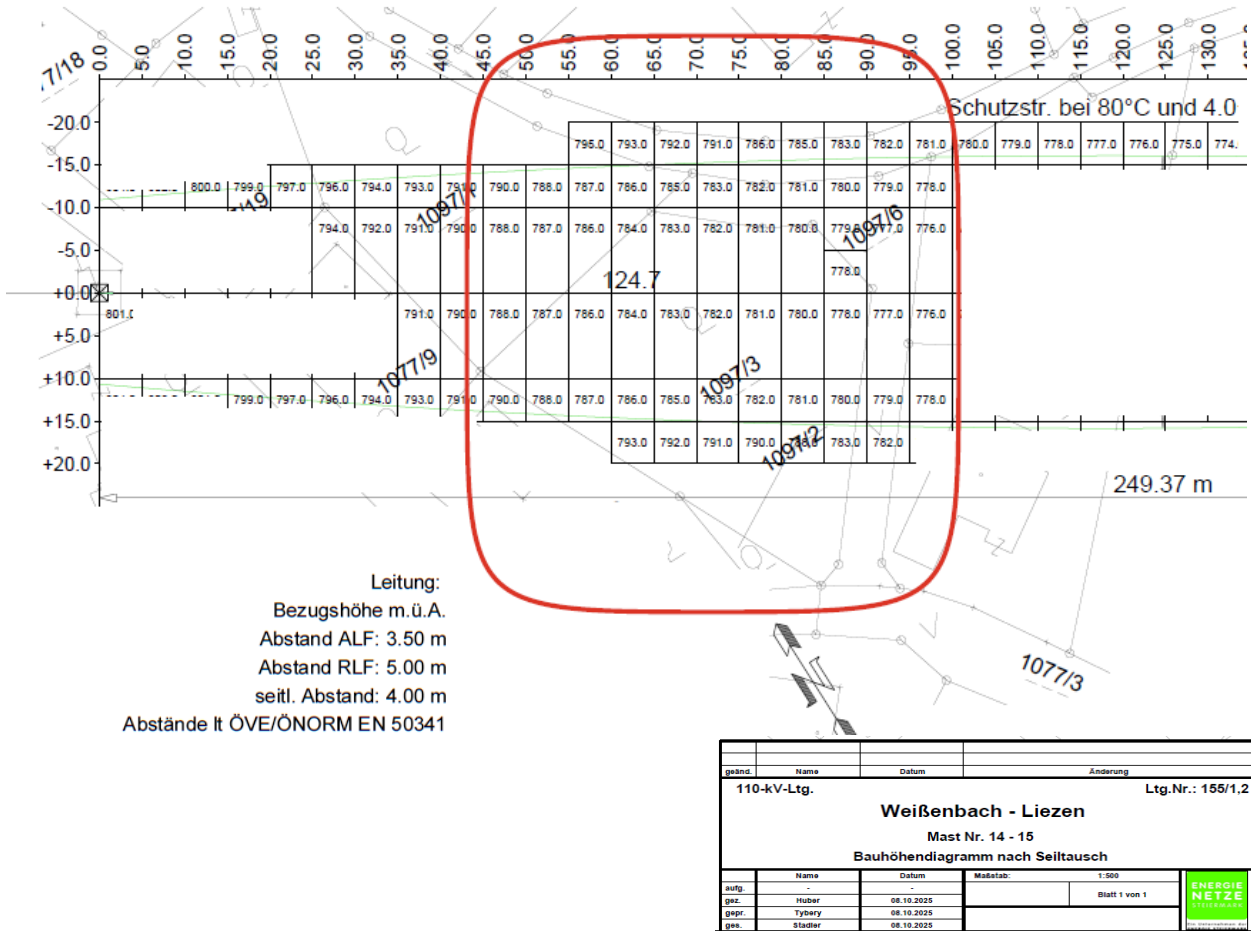 7/18
0.0 5.0 10.0 15.0 20.0 25.0 30.0 35.0 40.0 45.0 50.0 55.0 60.0 65.0 70.0 75.0 80.0 85.0 90.0 95.0 100.0 105.0 110.0 115.0 120.0 125.0 130.0
Schutzstr. bei 80°C und 4.0
-20.0
795.0 793.0 792.0 791.0 786.0 785.0 783.0 782.0 781.0 780.0 779.0 778.0 777.0 776.0 775.0 774.
-15.0
800.0 799.0 797.0 796.0 794.0 793.0 791.0 790.0 788.0 787.0 786.0 785.0 783.0 782.0 781.0 780.0 779.0 778.0
/19 1097/1
-10.0
794.0 792.0 791.0 790.0 788.0 787.0 786.0 784.0 783.0 782.0 781.0 780.0 779.0 777.0 776.0
1097/6
-5.0
124.7 778.0
+0.0
801.0 791.0 790.0 788.0 787.0 786.0 784.0 783.0 782.0 781.0 780.0 778.0 777.0 776.0
+5.0
1077/9 1097/3
+10.0
799.0 797.0 796.0 794.0 793.0 791.0 790.0 788.0 787.0 786.0 785.0 783.0 782.0 781.0 780.0 779.0 778.0
+15.0
793.0 792.0 791.0 790.0 783.0 782.0
1097/2
+20.0
249.37 m
Leitung:
Bezugshöhe m.ü.A.
Abstand ALF: 3.50 m
Abstand RLF: 5.00 m
seitl. Abstand: 4.00 m
Abstände lt ÖVE/ÖNORM EN 50341
1077/3
N
geänd. Name Datum Änderung
110-kV-Ltg. Ltg.Nr.: 155/1,2
Weißenbach - Liezen
Mast Nr. 14 - 15
Bauhöhendiagramm nach Seiltausch
Name Datum Maßstab: 1:500
aufg. - - Blatt 1 von 1
gez. Huber 08.10.2025
gepr. Tybery 08.10.2025
ges. Stadler 08.10.2025
ENERGIE
NETZE
STEIERMARK